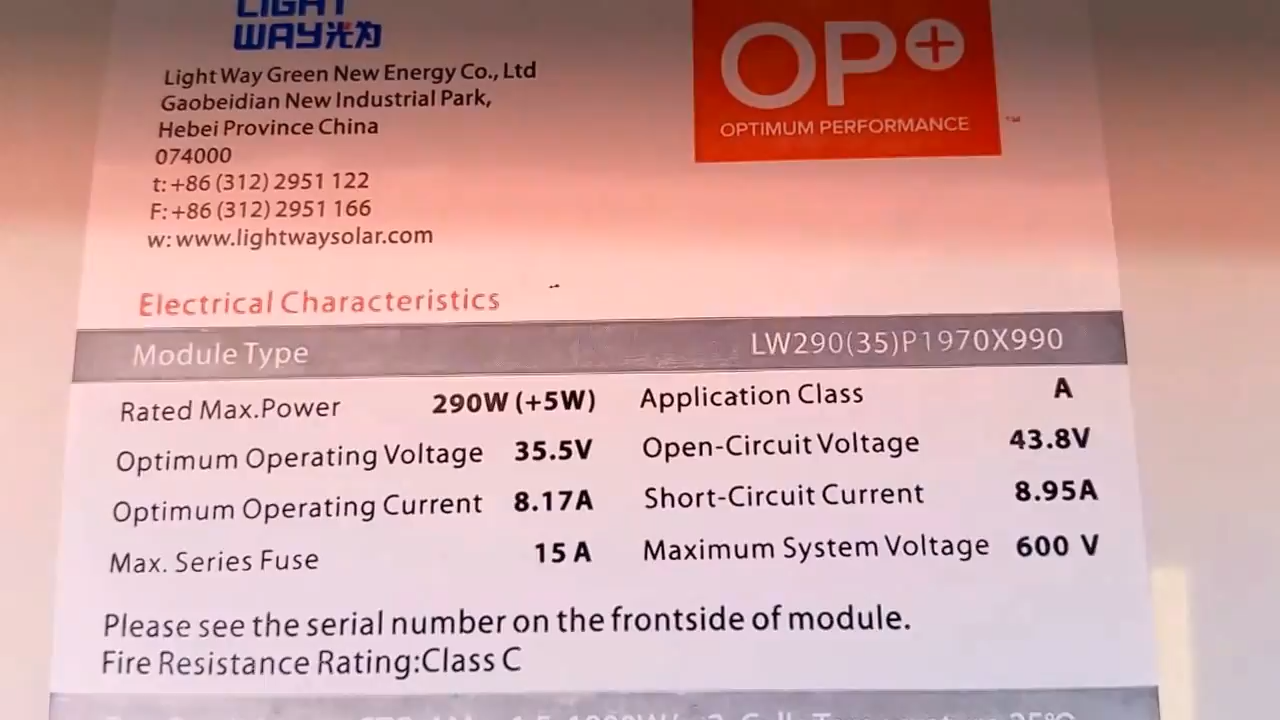 LIGHT
WAY光为
Light Way Green New Energy Co., Ltd
Gaobeidian New Industrial Park,
Hebei Province China
074000
t: +86 (312) 2951 122
F: +86 (312) 2951 166
w: www.lightwaysolar.com
OP+
OPTIMUM PERFORMANCE ™
Electrical Characteristics
Module Type LW290(35)P1970X990
Rated Max.Power 290W (+5W) Application Class A
Optimum Operating Voltage 35.5V Open-Circuit Voltage 43.8V
Optimum Operating Current 8.17A Short-Circuit Current 8.95A
Max. Series Fuse 15 A Maximum System Voltage 600 V
Please see the serial number on the frontside of module.
Fire Resistance Rating:Class C